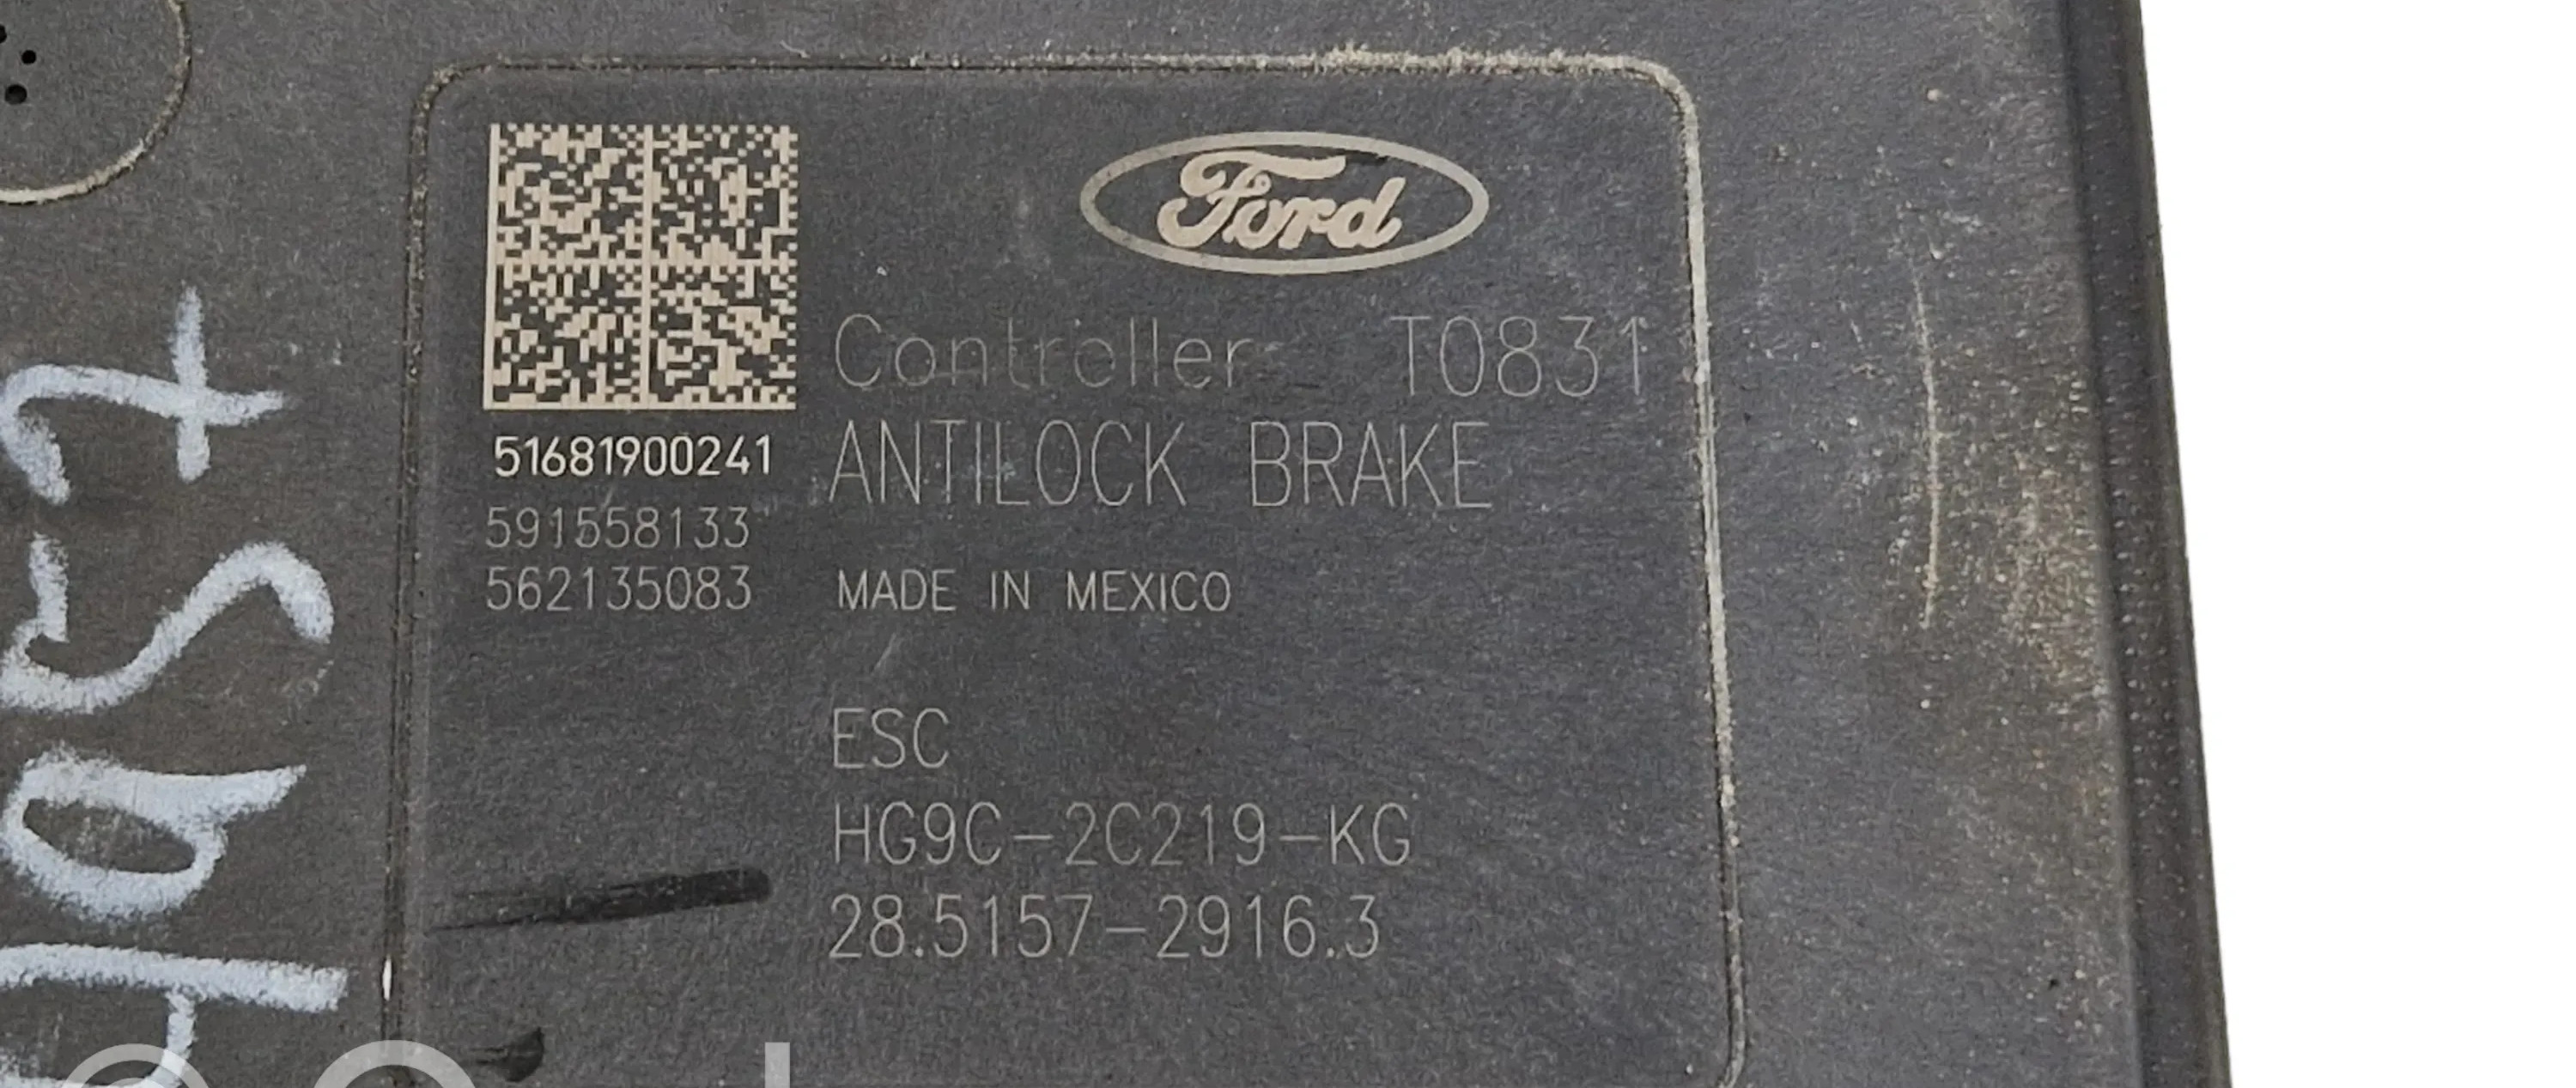 Ford
Controller T0831
ANTILOCK BRAKE
51681900241
591558133
562135083
MADE IN MEXICO
ESC
HG9C-2C219-KG
28.5157-2916.3